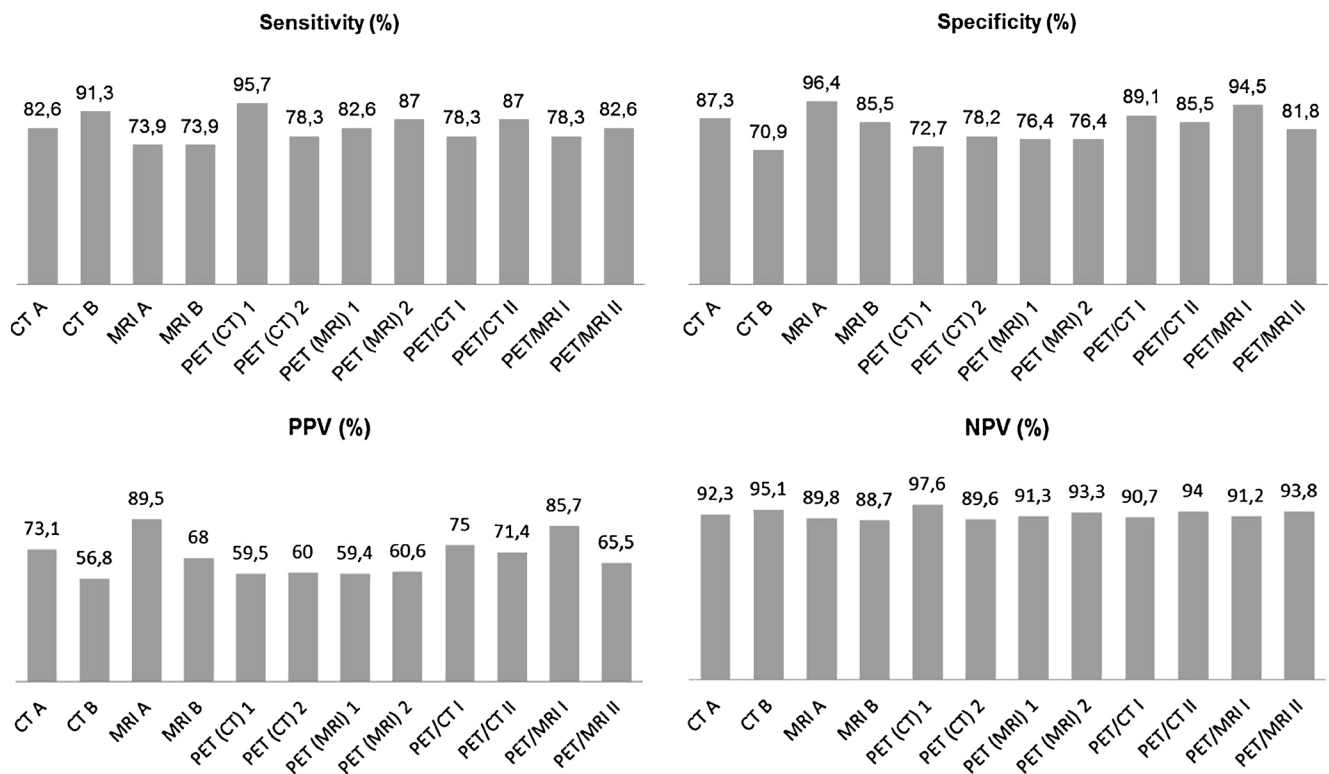 Sensitivity (%)
82,6 91,3 73,9 73,9 95,7 78,3 82,6 87 78,3 87 78,3 82,6
CT A CT B MRI A MRI B PET (CT) 1 PET (CT) 2 PET (MRI) 1 PET (MRI) 2 PET/CT I PET/CT II PET/MRI I PET/MRI II
Specificity (%)
87,3 70,9 96,4 85,5 72,7 78,2 76,4 76,4 89,1 85,5 94,5 81,8
CT A CT B MRI A MRI B PET (CT) 1 PET (CT) 2 PET (MRI) 1 PET (MRI) 2 PET/CT I PET/CT II PET/MRI I PET/MRI II
PPV (%)
73,1 56,8 89,5 68 59,5 60 59,4 60,6 75 71,4 85,7 65,5
CT A CT B MRI A MRI B PET (CT) 1 PET (CT) 2 PET (MRI) 1 PET (MRI) 2 PET/CT I PET/CT II PET/MRI I PET/MRI II
NPV (%)
92,3 95,1 89,8 88,7 97,6 89,6 91,3 93,3 90,7 94 91,2 93,8
CT A CT B MRI A MRI B PET (CT) 1 PET (CT) 2 PET (MRI) 1 PET (MRI) 2 PET/CT I PET/CT II PET/MRI I PET/MRI II